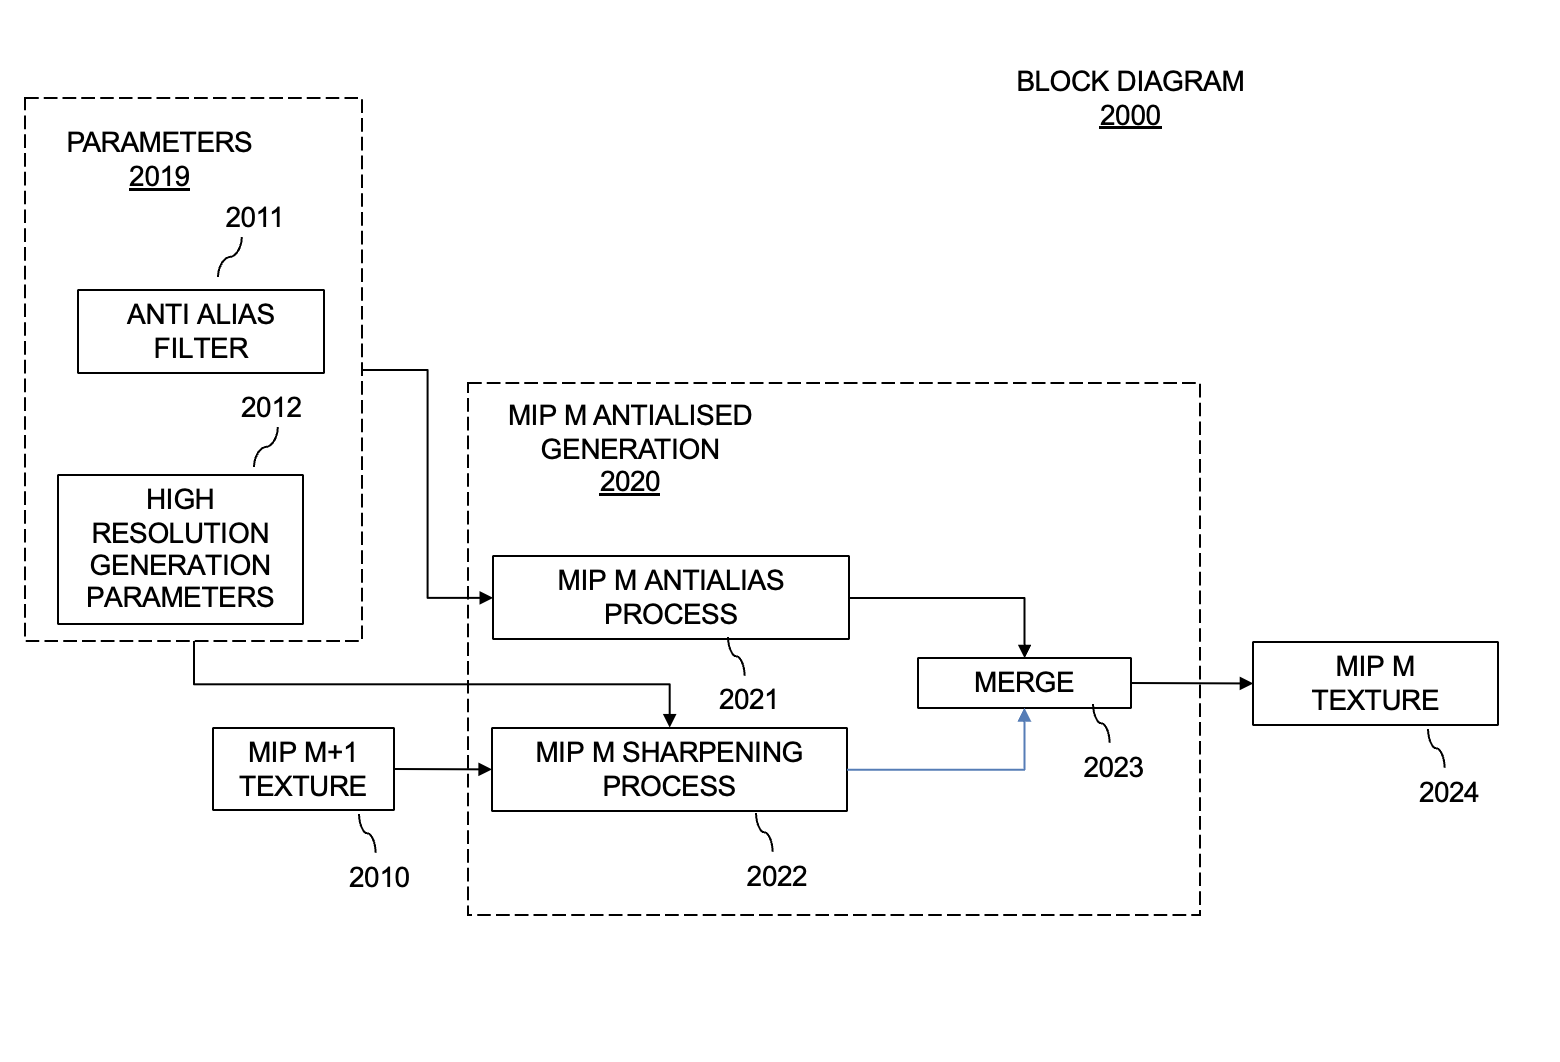 BLOCK DIAGRAM
2000
PARAMETERS
2019
2011
ANTI ALIAS
FILTER
2012
HIGH
RESOLUTION
GENERATION
PARAMETERS
MIP M ANTIALISED
GENERATION
2020
MIP M ANTIALIAS
PROCESS
2021
MERGE
2023
MIP M
TEXTURE
2024
MIP M+1
TEXTURE
2010
MIP M SHARPENING
PROCESS
2022